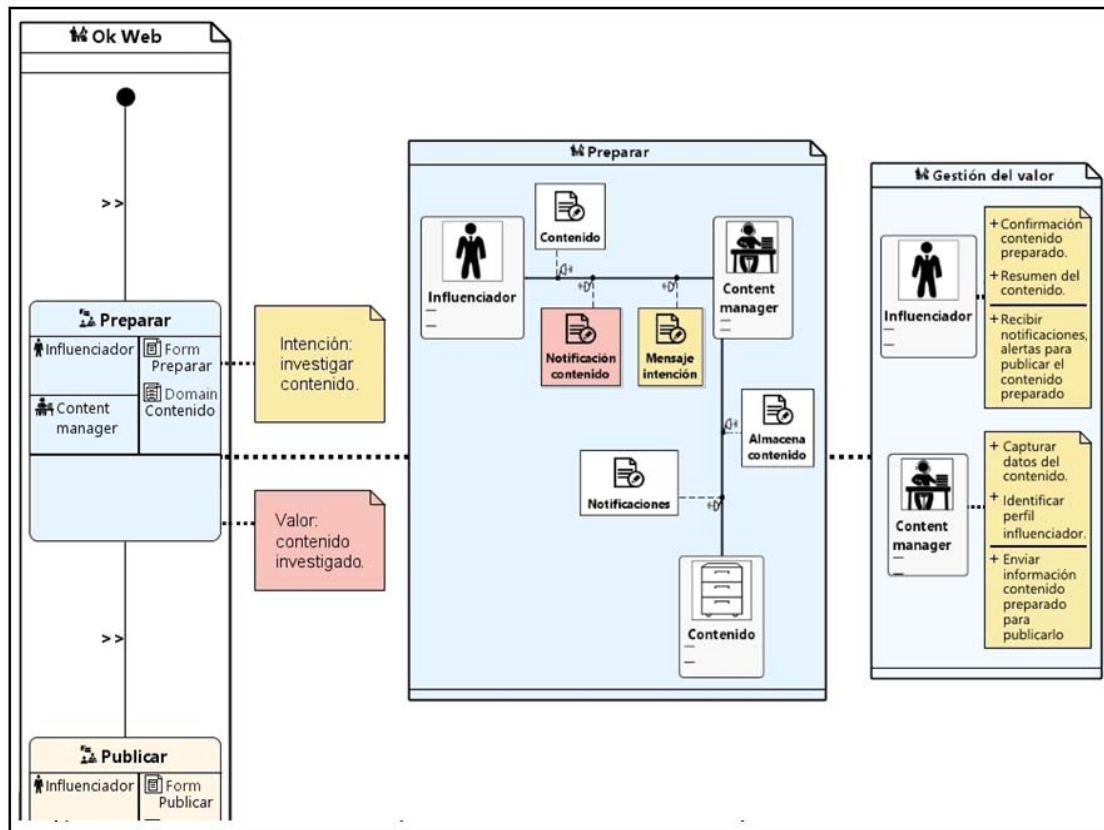 Ok Web
>>
Preparar
Influenciador
Content
manager
Form
Preparar
Domain
Contenido
Intención:
investigar
contenido.
Valor:
contenido
investigado.
>>
Publicar
Influenciador
Form
Publicar
Preparar
Contenido
Influenciador
Content
manager
Notificación
contenido
Mensaje
intención
Almacena
contenido
Notificaciones
Contenido
Gestión del valor
Influenciador
+ Confirmación
contenido
preparado.
+ Resumen del
contenido.
+ Recibir
notificaciones,
alertas para
publicar el
contenido
preparado
Content
manager
+ Capturar
datos del
contenido.
+ Identificar
perfil
influenciador.
+ Enviar
información
contenido
preparado
para
publicarlo